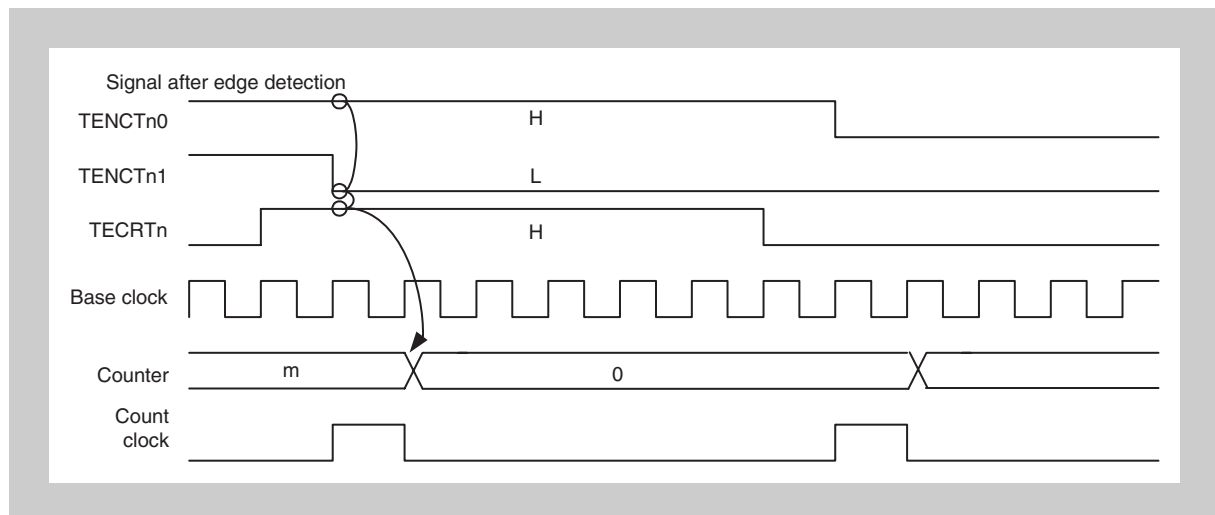 Signal after edge detection
TENCTn0
H
TENCTn1
L
TECRTn
H
Base clock
Counter
m
0
Count
clock